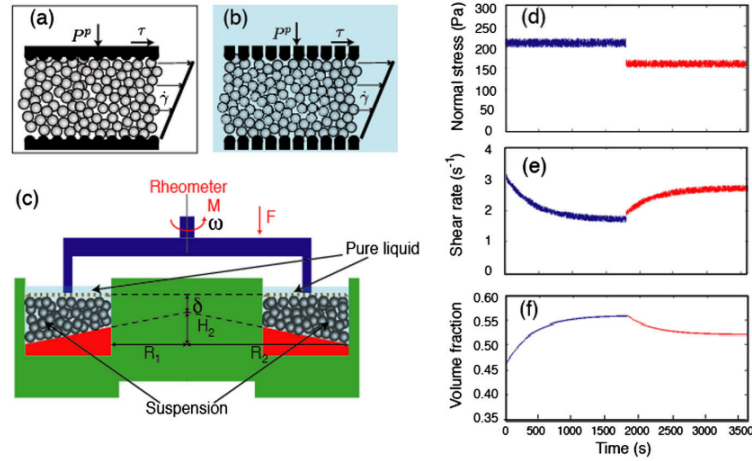 (a)
P^p τ
γ̇
(b)
P^p τ
γ̇
(c)
Rheometer
M
ω
F
Pure liquid
δ
H₂
R₁ R₂
Suspension
(d)
Normal stress (Pa)
300
250
200
150
100
50
0
(e)
Shear rate (s⁻¹)
4
3
2
1
0
(f)
Volume fraction
0.60
0.55
0.50
0.45
0.40
0.35
0 500 1000 1500 2000 2500 3000 3500
Time (s)